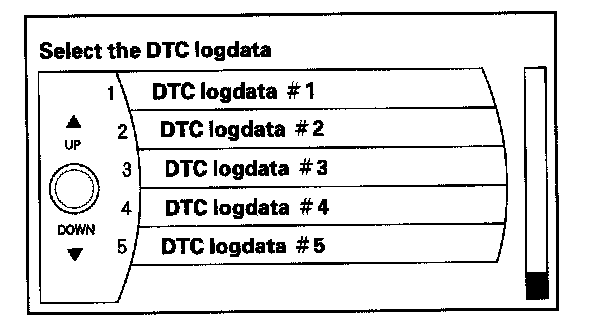 Select the DTC logdata
1 DTC logdata #1
UP
2 DTC logdata #2
3 DTC logdata #3
4 DTC logdata #4
DOWN
5 DTC logdata #5